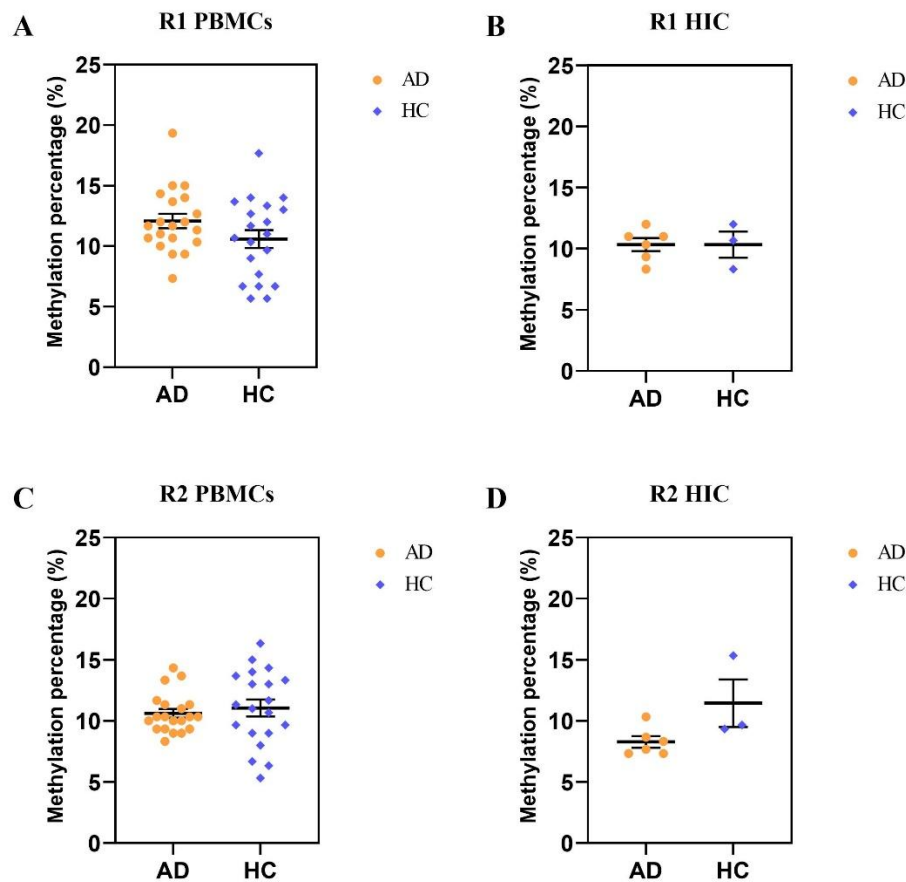 A
R1 PBMCs
Methylation percentage (%)
25
20
15
10
5
0
AD
HC
AD
HC
B
R1 HIC
Methylation percentage (%)
25
20
15
10
5
0
AD
HC
AD
HC
C
R2 PBMCs
Methylation percentage (%)
25
20
15
10
5
0
AD
HC
AD
HC
D
R2 HIC
Methylation percentage (%)
25
20
15
10
5
0
AD
HC
AD
HC